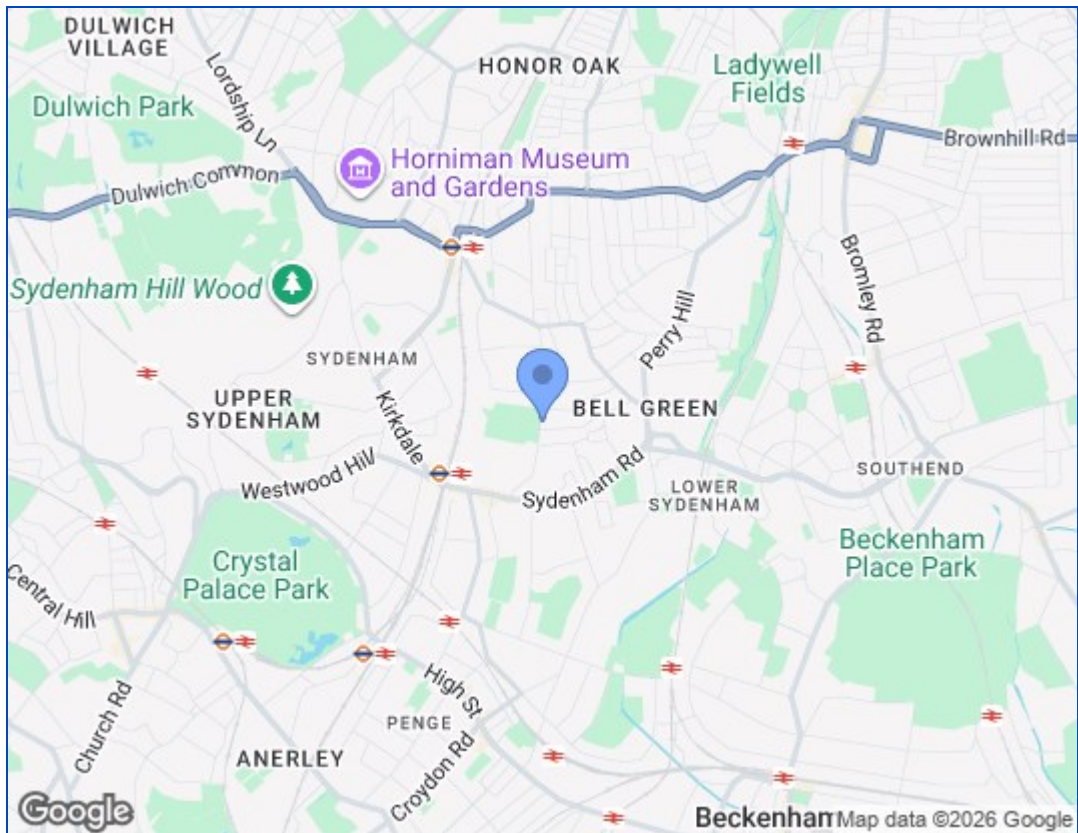 DULWICH
VILLAGE
HONOR OAK
Ladywell
Fields
Dulwich Park
Lordship Ln
Brownhill Rd
Horniman Museum
and Gardens
Dulwich Common
Bromley Rd
Sydenham Hill Wood
Perry Hill
SYDENHAM
UPPER
SYDENHAM
Kirkdale
BELL GREEN
Westwood Hill
Sydenham Rd
SOUTHEND
LOWER
SYDENHAM
Crystal
Palace Park
Beckenham
Place Park
Central Hill
High St
Church Rd
PENGE
ANERLEY
Croydon Rd
Google
Beckenham
Map data ©2026 Google